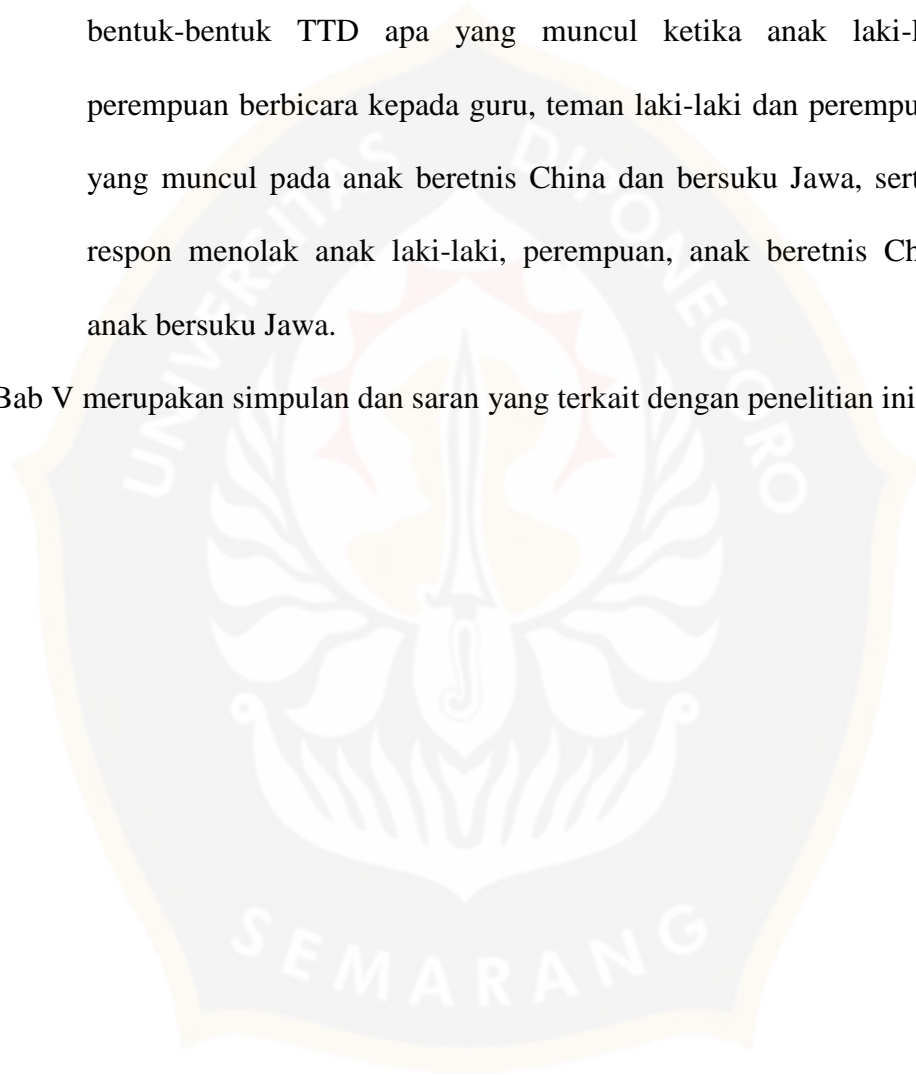 bentuk-bentuk TTD apa yang muncul ketika anak
perempuan berbicara kepada guru, teman laki-laki dan
yang muncul pada anak beretnis China dan bersuku Jawa,
respon menolak anak laki-laki, perempuan, anak beretnis
anak bersuku Jawa.
Bab V merupakan simpulan dan saran yang terkait dengan penelitian ini
UNIVERSITAS DIPONEGORO
SEMARANG